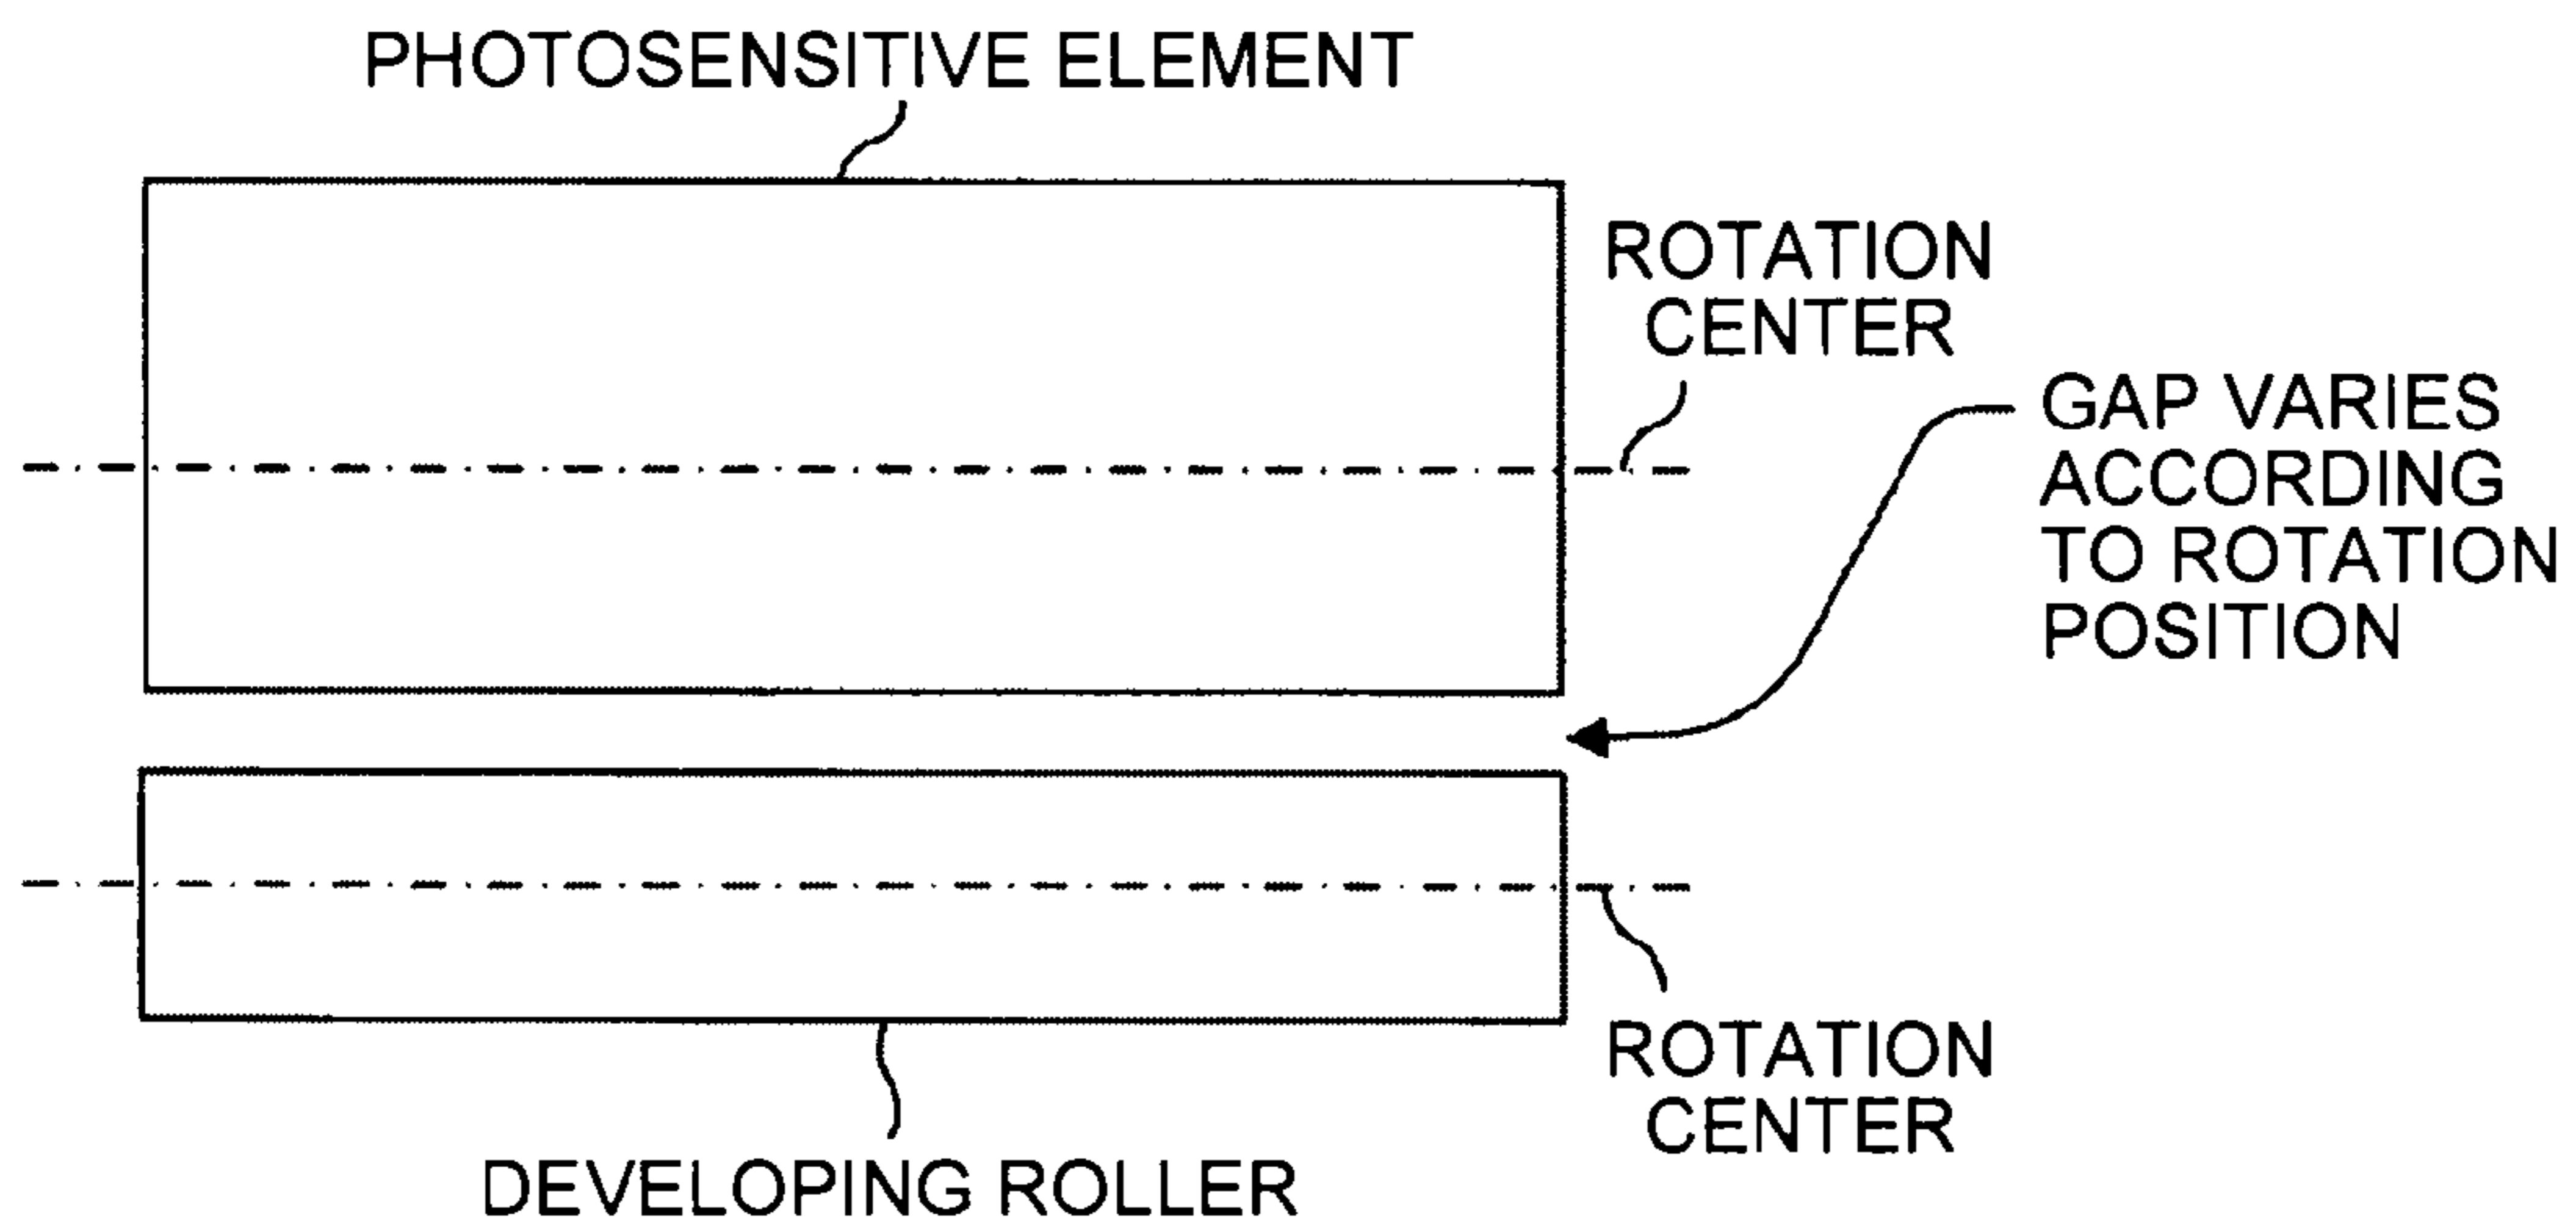 PHOTOSENSITIVE ELEMENT
ROTATION
CENTER
GAP VARIES
ACCORDING
TO ROTATION
POSITION
ROTATION
CENTER
DEVELOPING ROLLER